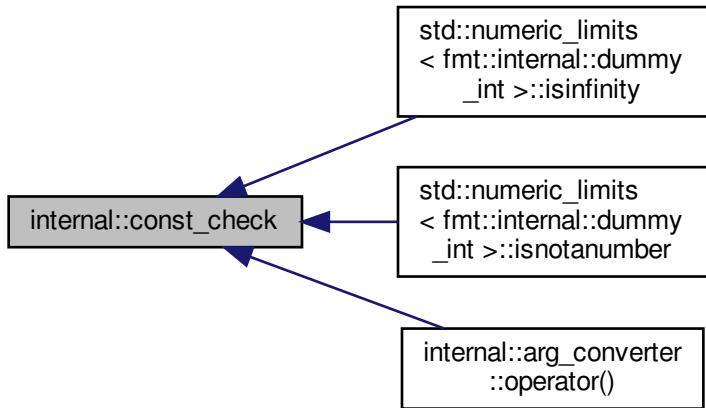 std::numeric_limits
< fmt::internal::dummy
_int >::isinfinity
internal::const_check
std::numeric_limits
< fmt::internal::dummy
_int >::isnotanumber
internal::arg_converter
::operator()